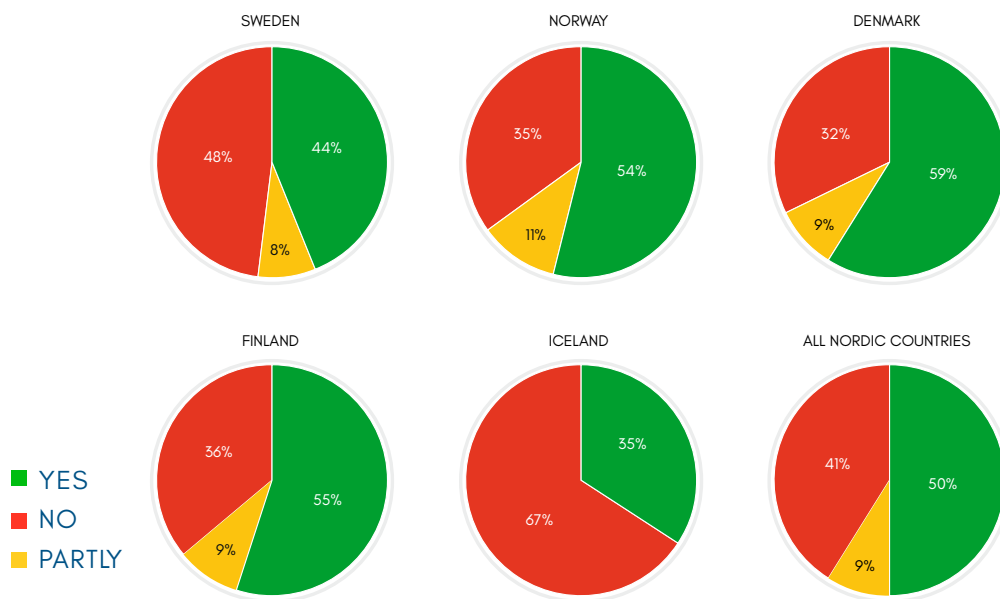 SWEDEN
48%
44%
8%
NORWAY
35%
54%
11%
DENMARK
32%
59%
9%
FINLAND
36%
55%
9%
ICELAND
35%
67%
ALL NORDIC COUNTRIES
41%
50%
9%
YES
NO
PARTLY